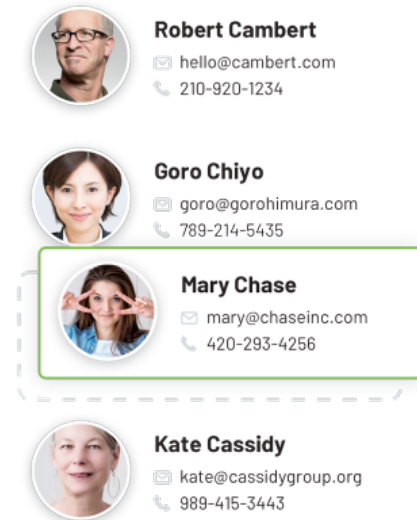 Robert Cambert
hello@cambert.com
210-920-1234
Goro Chiyo
goro@gorohimura.com
789-214-5435
Mary Chase
mary@chaseinc.com
420-293-4256
Kate Cassidy
kate@cassidygroup.org
989-415-3443